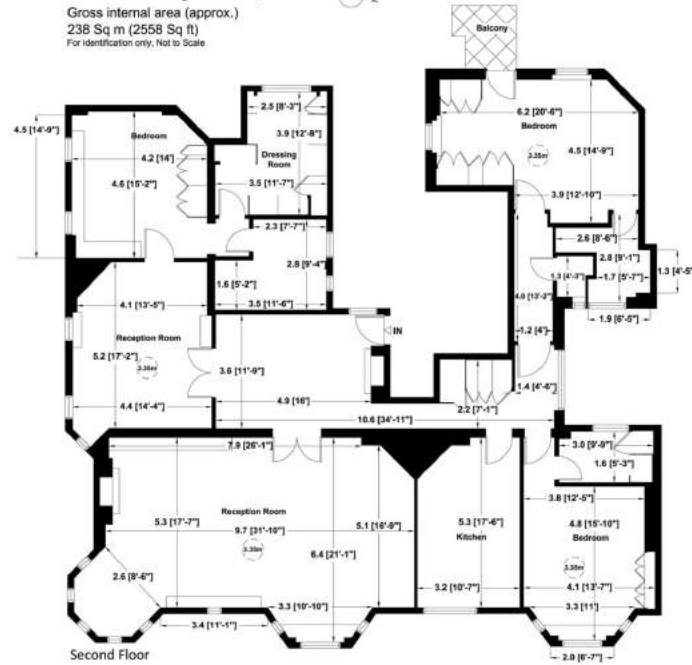 Gross internal area (approx.)
238 Sq m (2558 Sq ft)
For identification only, Not to Scale
Balcony
2.5 [8'-3"]
6.2 [20'-6"]
Bedroom
4.5 [14'-9"]
Bedroom
3.9 [12'-8"]
4.2 [14']
4.5 [14'-9"]
3.35m
Dressing
Room
4.6 [15'-2"]
3.5 [11'-7"]
3.9 [12'-10"]
2.3 [7'-7"]
2.6 [8'-6"]
2.8 [9'-4"]
2.8 [9'-1"]
1.6 [5'-2"]
1.3 [4'-3"]
1.7 [5'-7"]
1.3 [4'-5"]
4.0 [13'-2"]
3.5 [11'-6"]
4.1 [13'-5"]
1.9 [6'-5"]
IN
1.2 [4']
Reception Room
3.6 [11'-9"]
5.2 [17'-2"]
3.35m
1.4 [4'-6"]
4.9 [16']
4.4 [14'-4"]
2.2 [7'-1"]
10.6 [34'-11"]
7.9 [26'-1"]
3.0 [9'-9"]
1.6 [5'-3"]
5.3 [17'-7"]
5.1 [16'-9"]
3.8 [12'-5"]
Reception Room
9.7 [31'-10"]
5.3 [17'-6"]
4.8 [15'-10"]
Kitchen
Bedroom
3.35m
6.4 [21'-1"]
3.35m
2.6 [8'-6"]
3.2 [10'-7"]
4.1 [13'-7"]
3.3 [10'-10"]
3.3 [11']
3.4 [11'-1"]
Second Floor
2.0 [6'-7"]